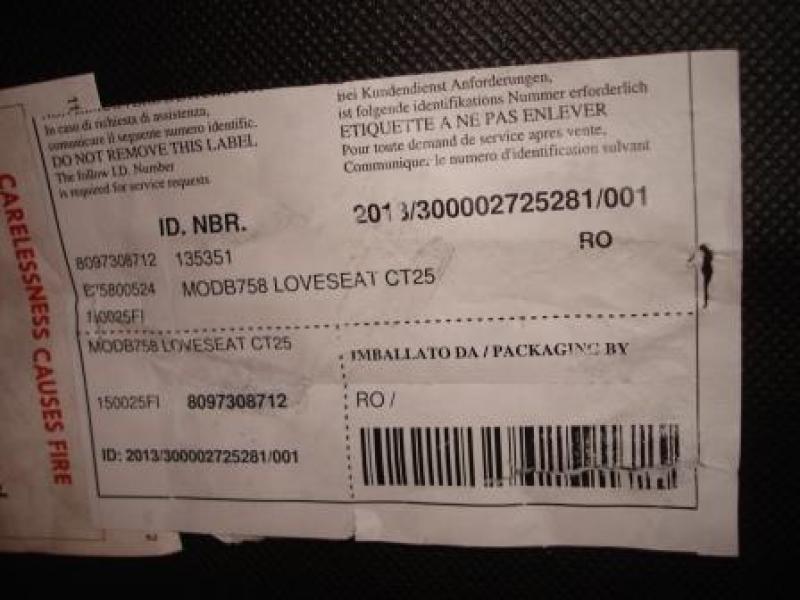 CARELESSNESS CAUSES FIRE
In caso di richiesta di assistenza,
comunicare il seguente numero identific.
DO NOT REMOVE THIS LABEL
The follow I.D. Number
is required for service requests
bei Kundendienst Anforderungen,
ist folgende identifikations Nummer erforderlich
ETIQUETTE A NE PAS ENLEVER
Pour toute demand de service apres vente,
Communique: le numero d'identification suivant
ID. NBR.
2013/300002725281/001
RO
8097308712 135351
E75800524 MODB758 LOVESEAT CT25
150025FI
MODB758 LOVESEAT CT25
150025FI 8097308712
ID: 2013/300002725281/001
IMBALLATO DA / PACKAGING BY
RO /